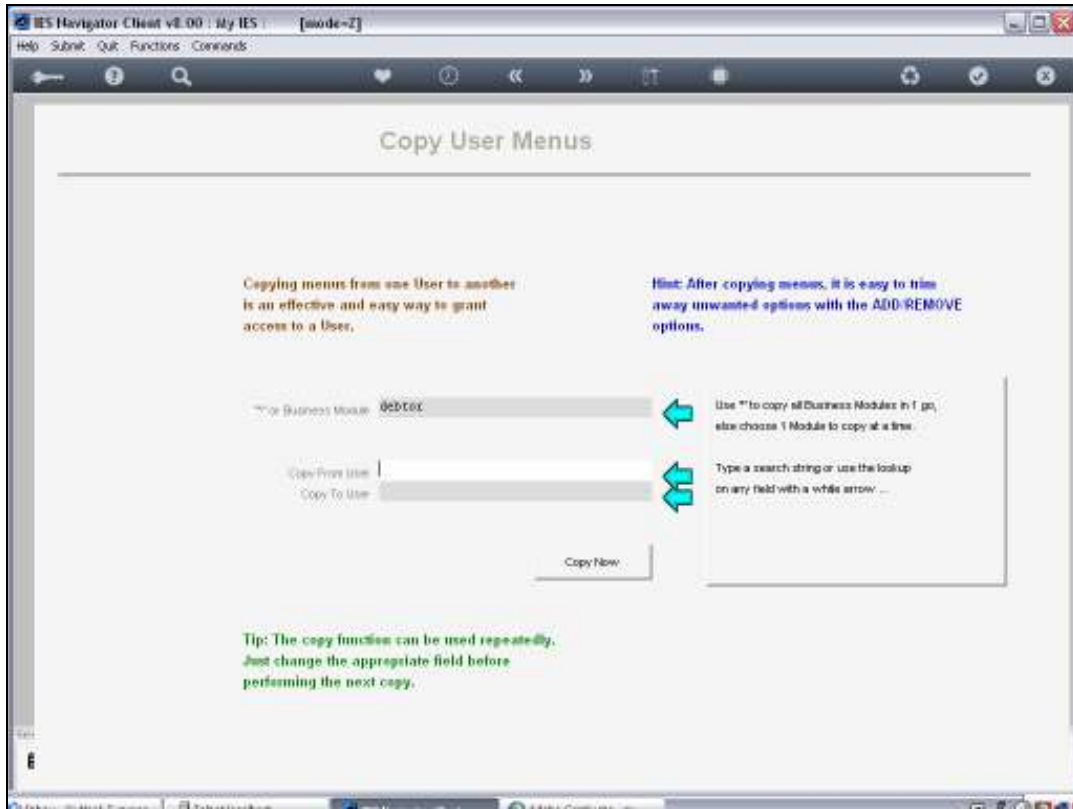 IES Navigator Client v8.00 : My IES : [mode=Z]
Help Submit Quit Functions Commands
Copy User Menus
Copying menus from one User to another
is an effective and easy way to grant
access to a User.
Hint: After copying menus, it is easy to trim
away unwanted options with the ADD/REMOVE
options.
'*' or Business Module debtor
Use '*' to copy all Business Modules in 1 go,
else choose 1 Module to copy at a time.
Copy From User
Copy To User
Type a search string or use the lookup
on any field with a while arrow ...
Copy Now
Tip: The copy function can be used repeatedly.
Just change the appropriate field before
performing the next copy.